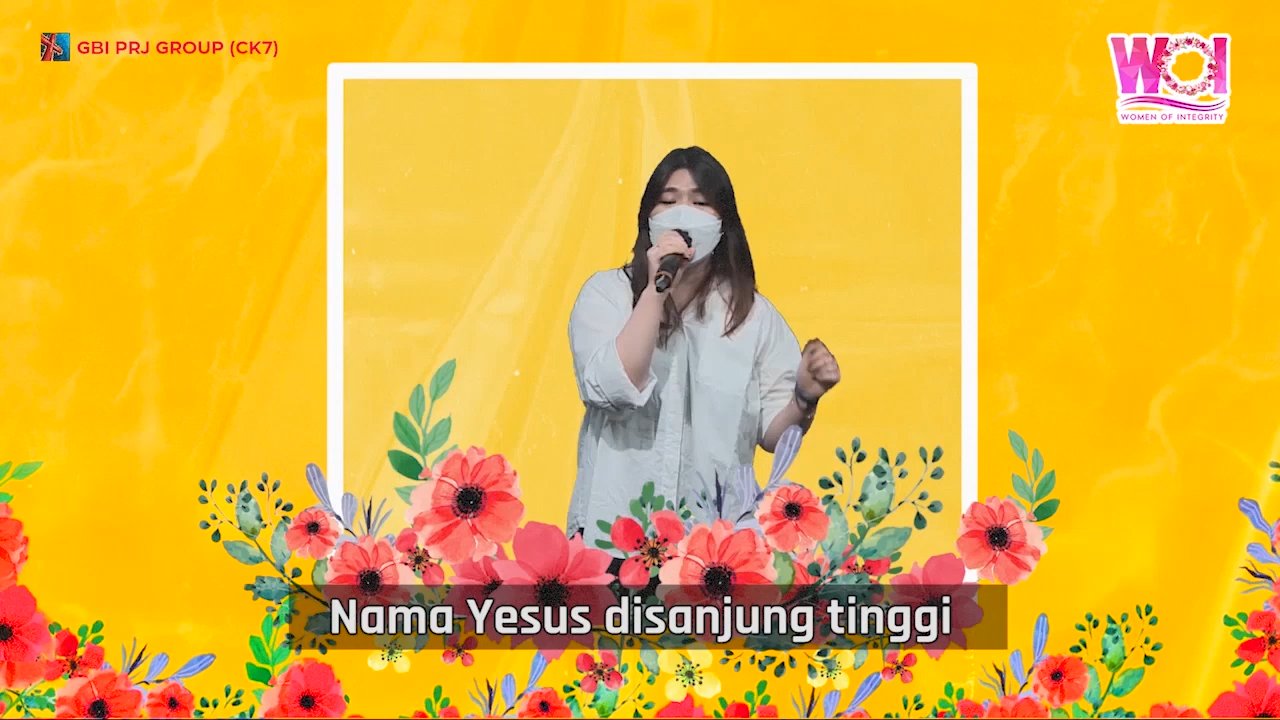 GBI PRJ GROUP (CK7)
WOI
WOMEN OF INTEGRITY
Nama Yesus disanjung tinggi